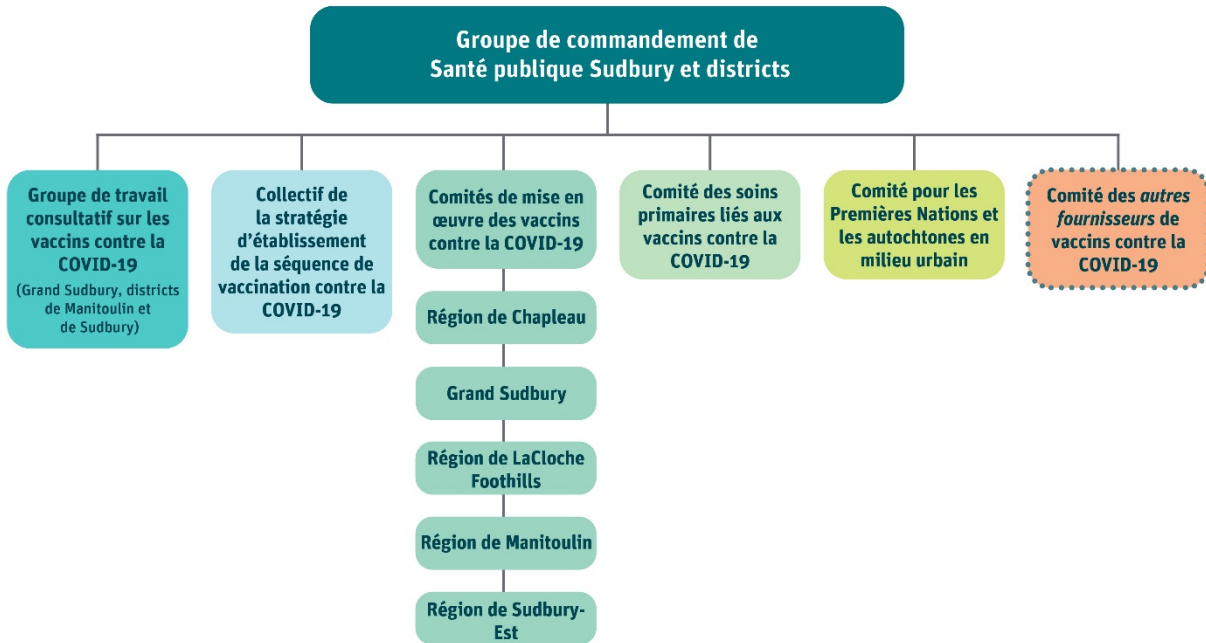 Groupe de commandement de
Santé publique Sudbury et districts
Groupe de travail
consultatif sur les
vaccins contre la
COVID-19
(Grand Sudbury, districts
de Manitoulin et
de Sudbury)
Collectif de
la stratégie
d’établissement
de la séquence de
vaccination contre la
COVID-19
Comités de mise en
œuvre des vaccins
contre la COVID-19
Région de Chapleau
Grand Sudbury
Région de LaCloche
Foothills
Région de Manitoulin
Région de Sudbury-
Est
Comité des soins
primaires liés aux
vaccins contre la
COVID-19
Comité pour les
Premières Nations et
les autochtones en
milieu urbain
Comité des autres
fournisseurs de
vaccins contre la
COVID-19